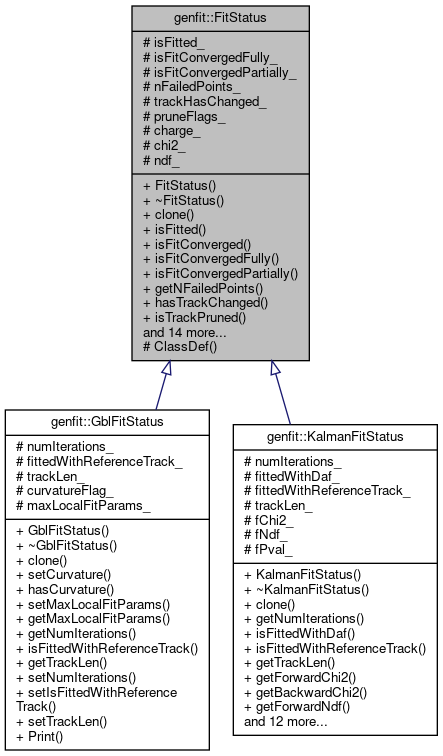 genfit::FitStatus
# isFitted_
# isFitConvergedFully_
# isFitConvergedPartially_
# nFailedPoints_
# trackHasChanged_
# pruneFlags_
# charge_
# chi2_
# ndf_
+ FitStatus()
+ ~FitStatus()
+ clone()
+ isFitted()
+ isFitConverged()
+ isFitConvergedFully()
+ isFitConvergedPartially()
+ getNFailedPoints()
+ hasTrackChanged()
+ isTrackPruned()
and 14 more...
# ClassDef()
genfit::GblFitStatus
# numIterations_
# fittedWithReferenceTrack_
# trackLen_
# curvatureFlag_
# maxLocalFitParams_
+ GblFitStatus()
+ ~GblFitStatus()
+ clone()
+ setCurvature()
+ hasCurvature()
+ setMaxLocalFitParams()
+ getMaxLocalFitParams()
+ getNumIterations()
+ isFittedWithReferenceTrack()
+ getTrackLen()
+ setNumIterations()
+ setIsFittedWithReference
Track()
+ setTrackLen()
+ Print()
genfit::KalmanFitStatus
# numIterations_
# fittedWithDaf_
# fittedWithReferenceTrack_
# trackLen_
# fChi2_
# fNdf_
# fPval_
+ KalmanFitStatus()
+ ~KalmanFitStatus()
+ clone()
+ getNumIterations()
+ isFittedWithDaf()
+ isFittedWithReferenceTrack()
+ getTrackLen()
+ getForwardChi2()
+ getBackwardChi2()
+ getForwardNdf()
and 12 more...